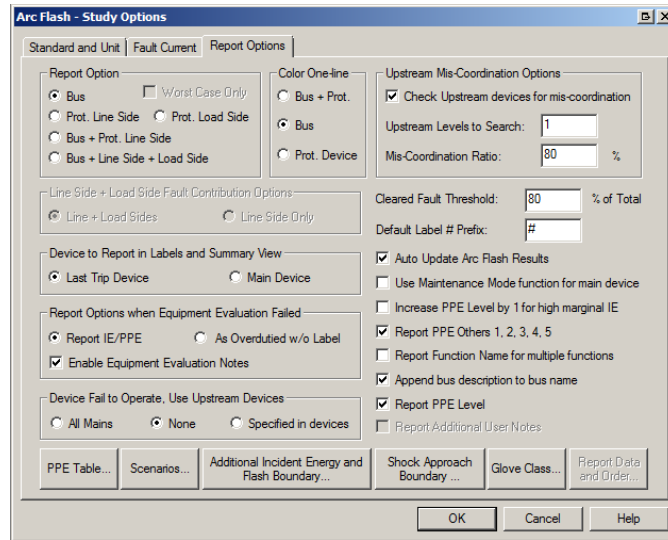 Arc Flash - Study Options
Standard and Unit Fault Current Report Options
Report Option
Bus Worst Case Only
Prot. Line Side Prot. Load Side
Bus + Prot. Line Side
Bus + Line Side + Load Side
Color One-line
Bus + Prot.
Bus
Prot. Device
Upstream Mis-Coordination Options
Check Upstream devices for mis-coordination
Upstream Levels to Search: 1
Mis-Coordination Ratio: 80 %
Line Side + Load Side Fault Contribution Options
Line + Load Sides Line Side Only
Cleared Fault Threshold: 80 % of Total
Default Label # Prefix: #
Device to Report in Labels and Summary View
Last Trip Device Main Device
Report Options when Equipment Evaluation Failed
Report IE/PPE As Overdutied w/o Label
Enable Equipment Evaluation Notes
Device Fail to Operate, Use Upstream Devices
All Mains None Specified in devices
Auto Update Arc Flash Results
Use Maintenance Mode function for main device
Increase PPE Level by 1 for high marginal IE
Report PPE Others 1, 2, 3, 4, 5
Report Function Name for multiple functions
Append bus description to bus name
Report PPE Level
Report Additional User Notes
PPE Table...
Scenarios...
Additional Incident Energy and
Flash Boundary...
Shock Approach
Boundary ...
Glove Class...
Report Data
and Order...
OK Cancel Help